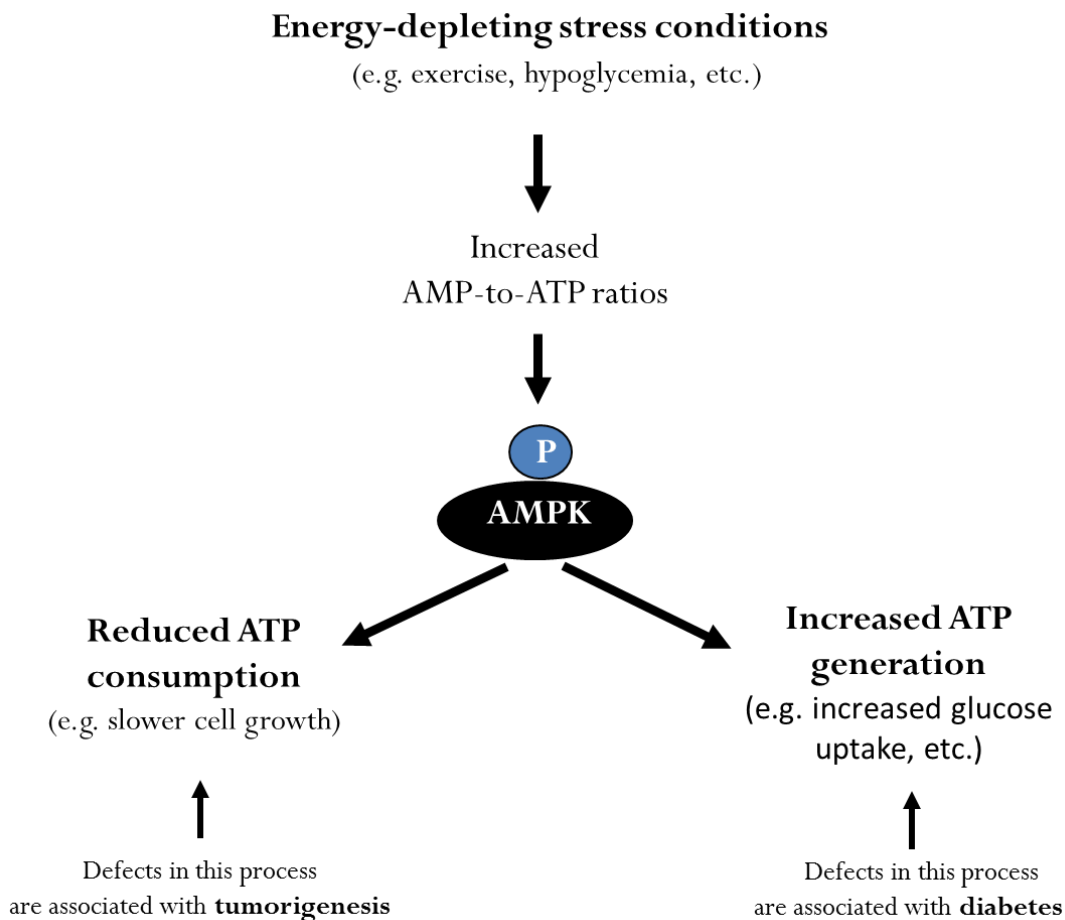 Energy-depleting stress conditions
(e.g. exercise, hypoglycemia, etc.)
Increased
AMP-to-ATP ratios
P
AMPK
Reduced ATP
consumption
(e.g. slower cell growth)
Increased ATP
generation
(e.g. increased glucose
uptake, etc.)
Defects in this process
are associated with tumorigenesis
Defects in this process
are associated with diabetes